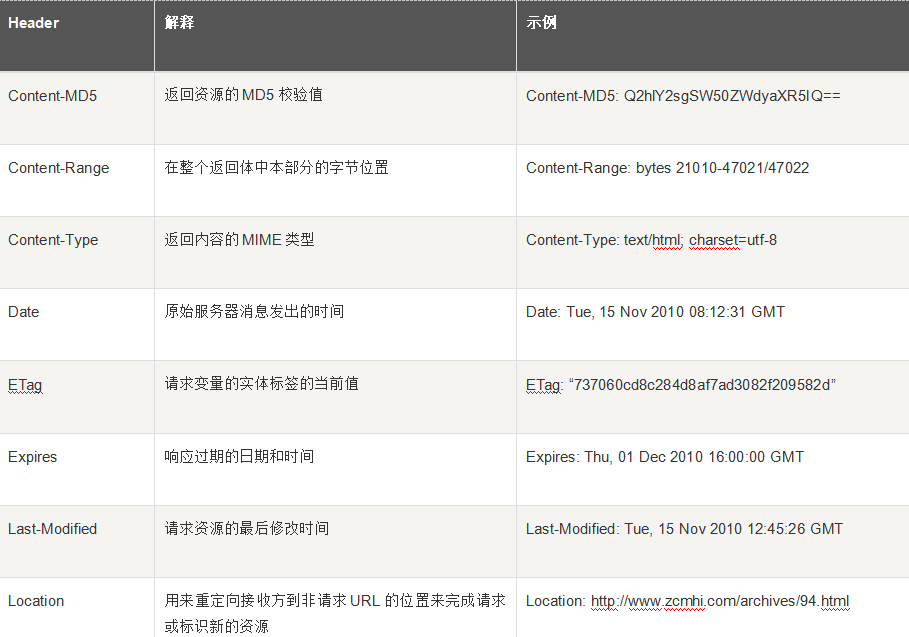 Header 解释 示例
Content-MD5 返回资源的 MD5 校验值 Content-MD5: Q2hlY2sgSW50ZWdyaXR5IQ==
Content-Range 在整个返回体中本部分的字节位置 Content-Range: bytes 21010-47021/47022
Content-Type 返回内容的 MIME 类型 Content-Type: text/html; charset=utf-8
Date 原始服务器消息发出的时间 Date: Tue, 15 Nov 2010 08:12:31 GMT
ETag 请求变量的实体标签的当前值 ETag: “737060cd8c284d8af7ad3082f209582d”
Expires 响应过期的日期和时间 Expires: Thu, 01 Dec 2010 16:00:00 GMT
Last-Modified 请求资源的最后修改时间 Last-Modified: Tue, 15 Nov 2010 12:45:26 GMT
Location 用来重定向接收方到非请求 URL 的位置来完成请求 Location: http://www.zcmhi.com/archives/94.html
或标识新的资源